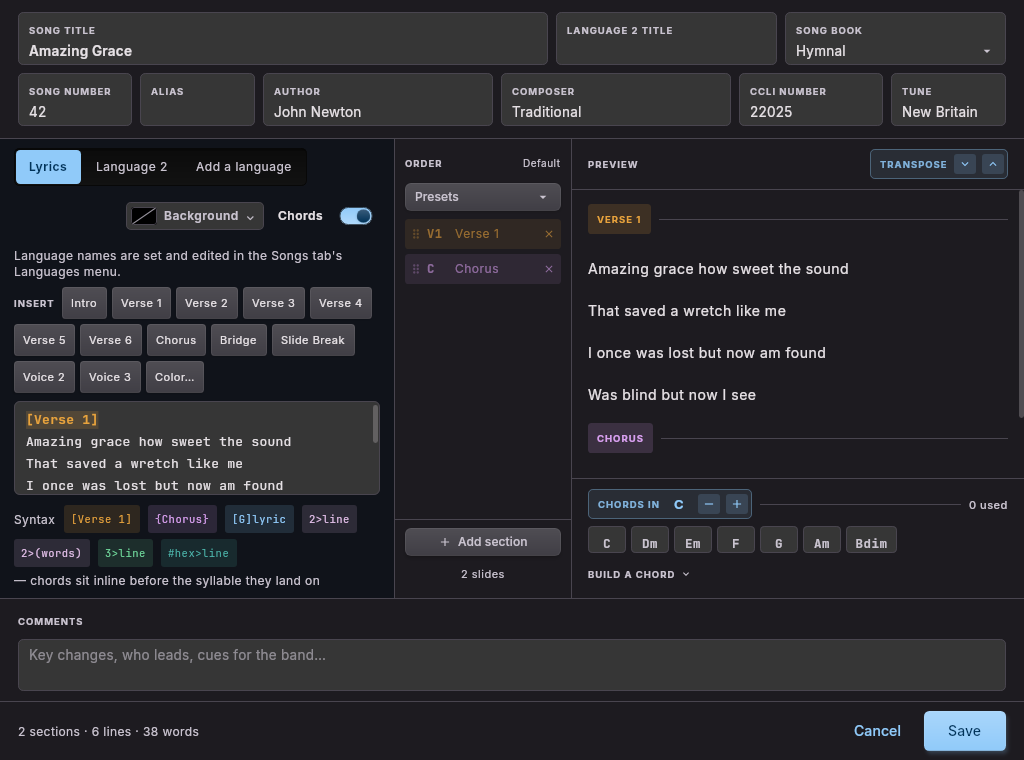 SONG TITLE
Amazing Grace
LANGUAGE 2 TITLE
SONG BOOK
Hymnal
SONG NUMBER
42
ALIAS
AUTHOR
John Newton
COMPOSER
Traditional
CCLI NUMBER
22025
TUNE
New Britain
Lyrics
Language 2
Add a language
Background
Chords
Language names are set and edited in the Songs tab's
Languages menu.
INSERT Intro Verse 1 Verse 2 Verse 3 Verse 4
Verse 5 Verse 6 Chorus Bridge Slide Break
Voice 2 Voice 3 Color...
[Verse 1]
Amazing grace how sweet the sound
That saved a wretch like me
I once was lost but now am found
Syntax [Verse 1] {Chorus} [G]lyric 2>line
2>(words) 3>line #hex>line
— chords sit inline before the syllable they land on
ORDER Default
Presets
V1 Verse 1 ×
C Chorus ×
+ Add section
2 slides
PREVIEW
TRANSPOSE
VERSE 1
Amazing grace how sweet the sound
That saved a wretch like me
I once was lost but now am found
Was blind but now I see
CHORUS
CHORDS IN C − + 0 used
C Dm Em F G Am Bdim
BUILD A CHORD
COMMENTS
Key changes, who leads, cues for the band...
2 sections · 6 lines · 38 words
Cancel
Save